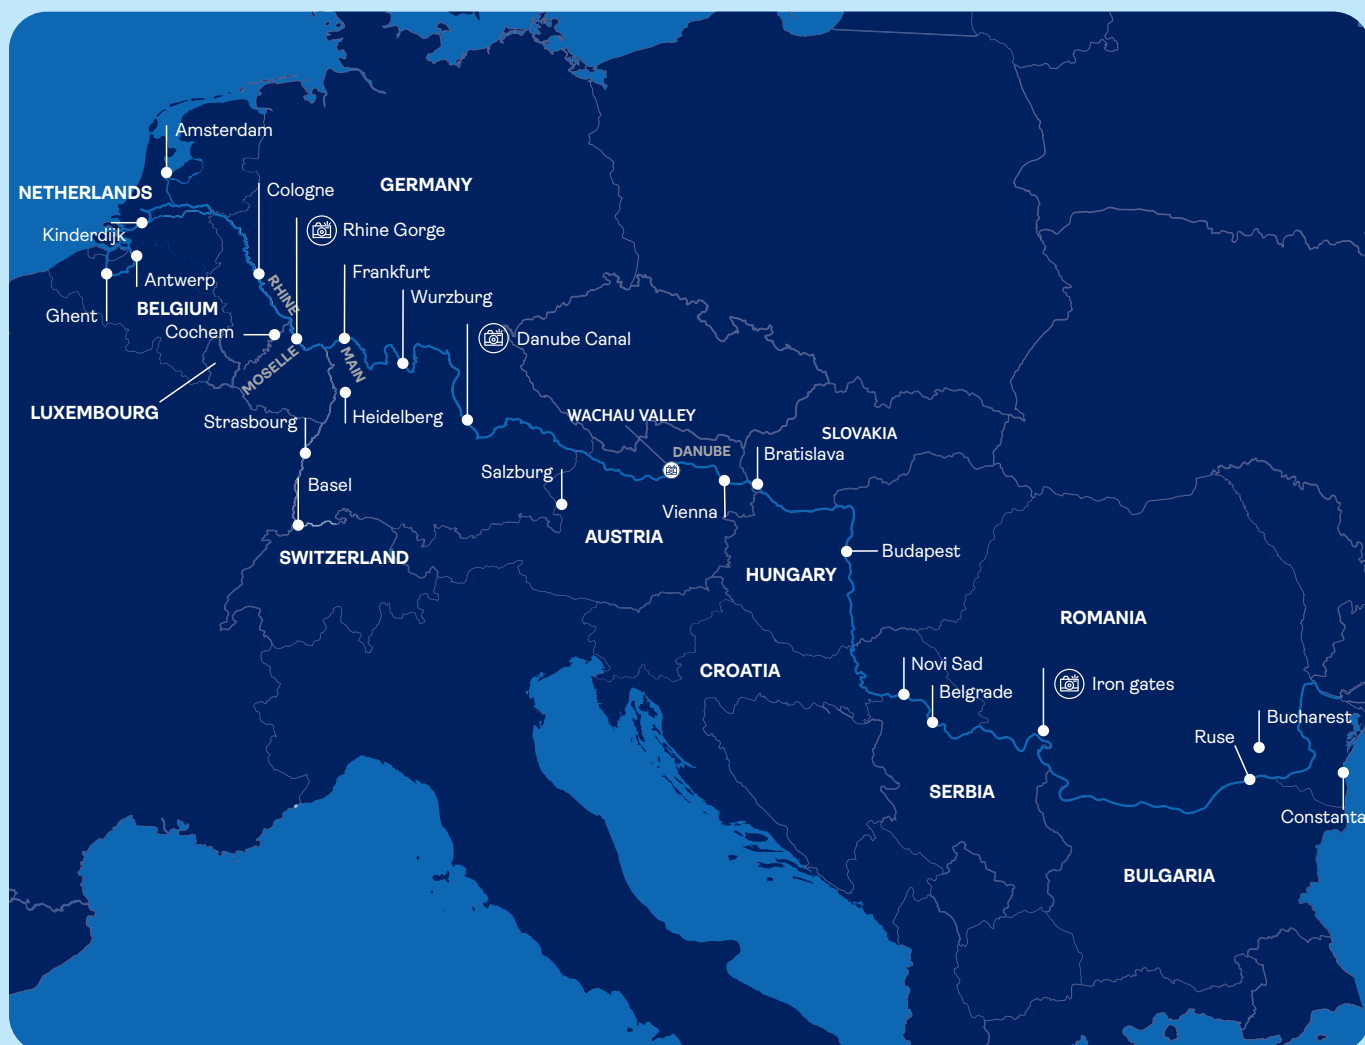 Amsterdam
NETHERLANDS
Cologne
GERMANY
Kinderdijk
Rhine Gorge
Antwerp
Frankfurt
RHINE
Wurzburg
BELGIUM
Ghent
Cochem
Danube Canal
MOSELLE
MAIN
LUXEMBOURG
Strasbourg
Heidelberg
WACHAU VALLEY
SLOVAKIA
DANUBE
Bratislava
Salzburg
Basel
Vienna
AUSTRIA
SWITZERLAND
Budapest
HUNGARY
ROMANIA
CROATIA
Novi Sad
Belgrade
Iron gates
Bucharest
Ruse
SERBIA
Constanta
BULGARIA